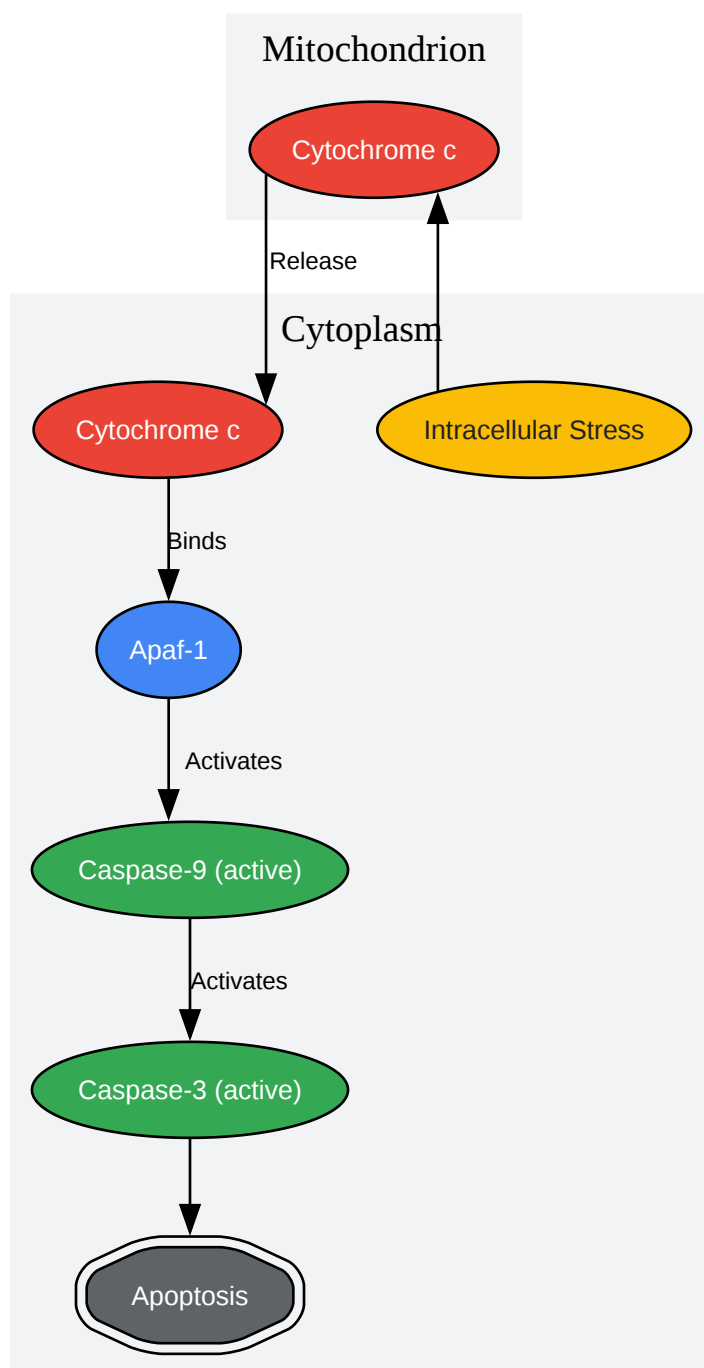 Mitochondrion
Cytochrome c
Release
Cytoplasm
Cytochrome c
Intracellular Stress
Binds
Apaf-1
Activates
Caspase-9 (active)
Activates
Caspase-3 (active)
Apoptosis